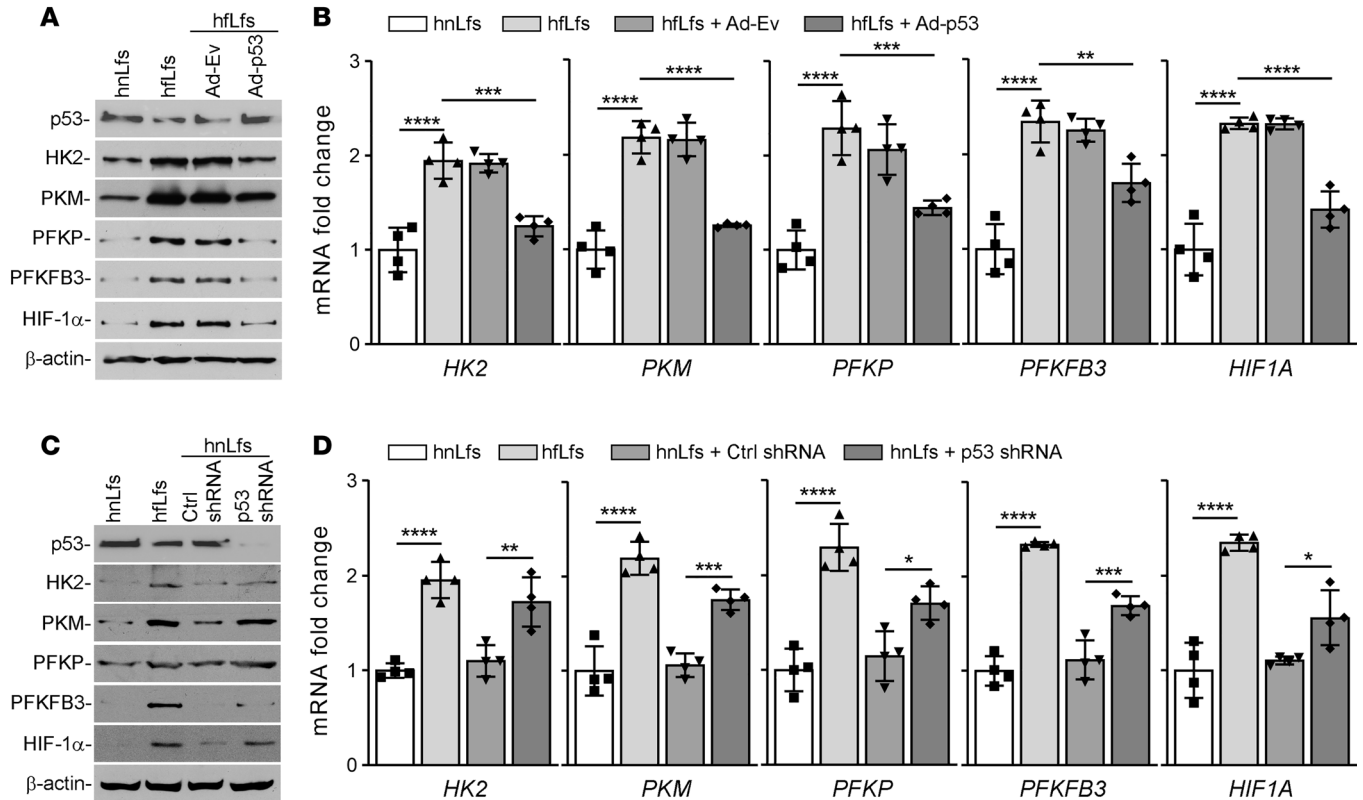 A
hfLfs
hnLfs
hfLfs
Ad-Ev
Ad-p53
p53-
HK2-
PKM-
PFKP-
PFKFB3-
HIF-1α-
β-actin-
B
hnLfs hfLfs hfLfs + Ad-Ev hfLfs + Ad-p53
mRNA fold change
3
2
1
0
**** *** **** **** **** *** **** ** **** ****
HK2 PKM PFKP PFKFB3 HIF1A
C
hnLfs
hnLfs
hfLfs
Ctrl
shRNA
p53
shRNA
p53-
HK2-
PKM-
PFKP-
PFKFB3-
HIF-1α-
β-actin-
D
hnLfs hfLfs hnLfs + Ctrl shRNA hnLfs + p53 shRNA
mRNA fold change
3
2
1
0
**** ** **** *** **** * **** *** **** *
HK2 PKM PFKP PFKFB3 HIF1A